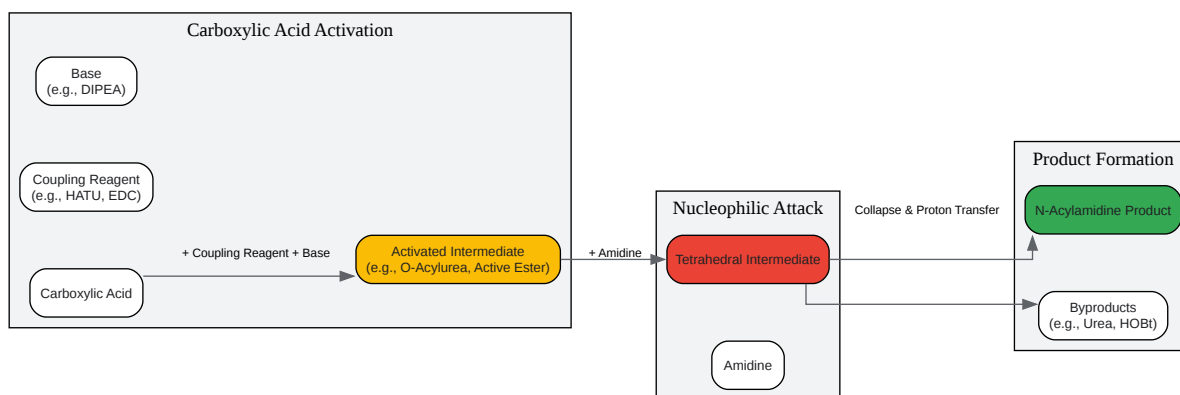 Carboxylic Acid Activation
Base
(e.g., DIPEA)
Coupling Reagent
(e.g., HATU, EDC)
Carboxylic Acid
+ Coupling Reagent + Base
Activated Intermediate
(e.g., O-Acylurea, Active Ester)
+ Amidine
Nucleophilic Attack
Tetrahedral Intermediate
Amidine
Collapse & Proton Transfer
Product Formation
N-Acylamidine Product
Byproducts
(e.g., Urea, HOBt)